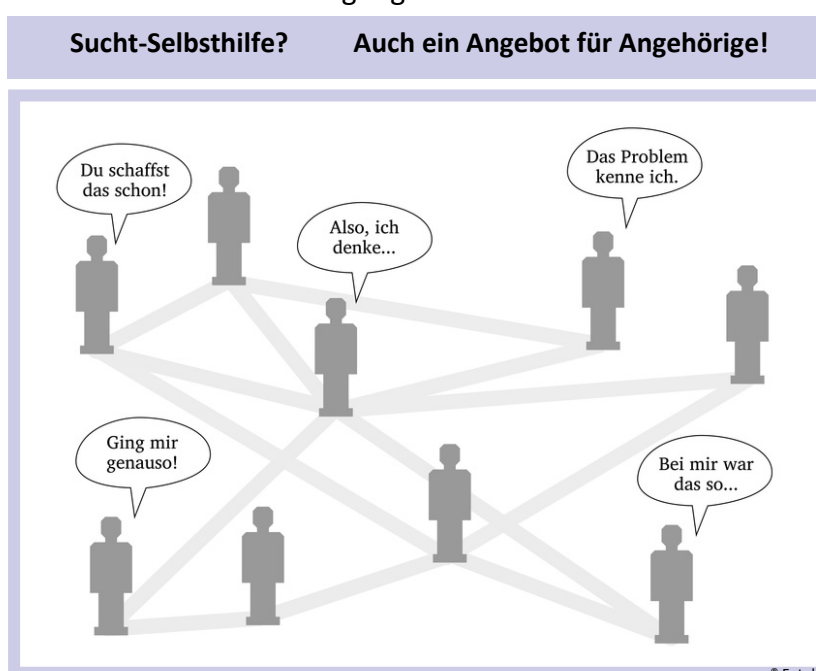 Sucht-Selbsthilfe? Auch ein Angebot für Angehörige!
Du schaffst
das schon!
Das Problem
kenne ich.
Also, ich
denke...
Ging mir
genauso!
Bei mir war
das so...